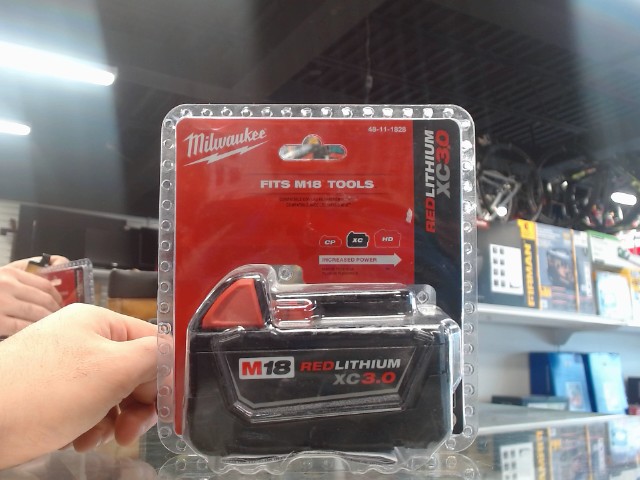 Milwaukee
48-11-1828
FITS M18 TOOLS
REDLITHIUM
XC3.0
CP XC HD
INCREASED POWER
M18 REDLITHIUM
XC3.0
FIRMAN